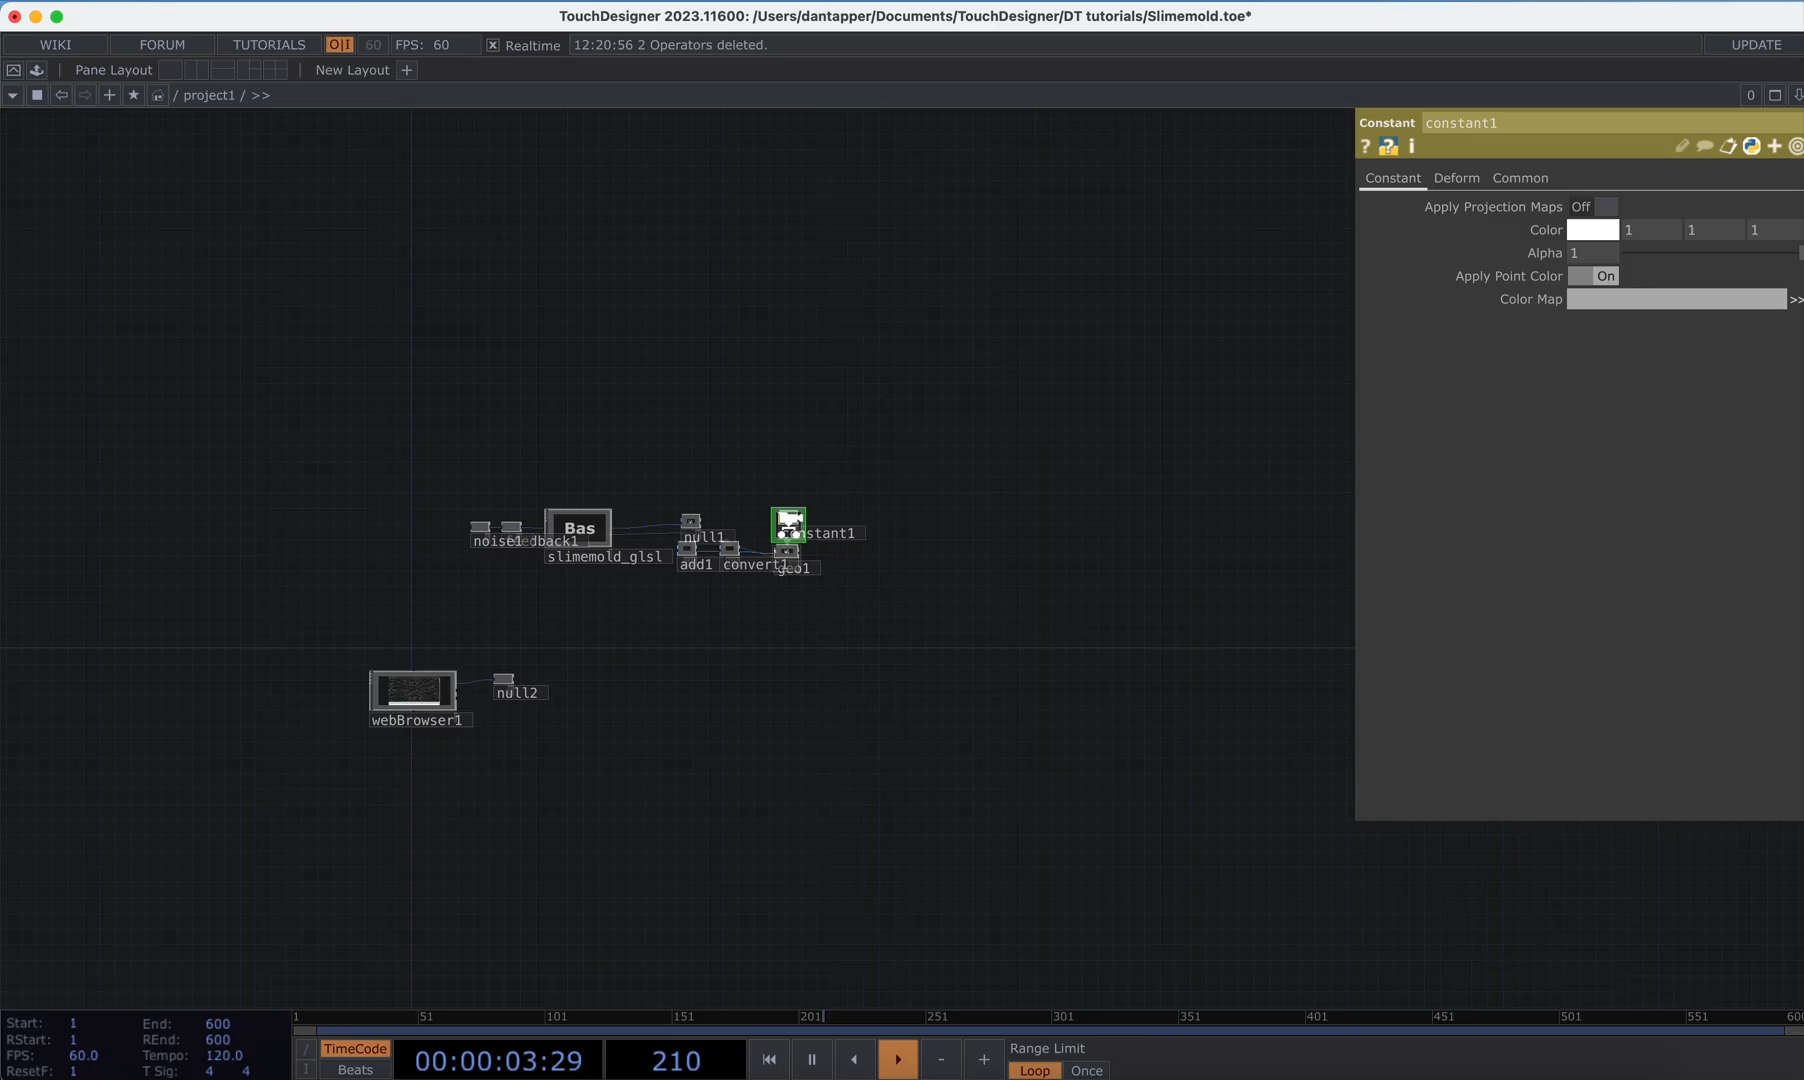 TouchDesigner 2023.11600: /Users/dantapper/Documents/TouchDesigner/DT tutorials/Slimemold.toe*
WIKI FORUM TUTORIALS O|I 60 FPS: 60 Realtime 12:20:56 2 Operators deleted. UPDATE
Pane Layout New Layout +
/ project1 / >> 0
Constant constant1
? ? i
Constant Deform Common
Apply Projection Maps Off
Color 1 1 1
Alpha 1
Apply Point Color On
Color Map >>
Bas
noise1
slimemold_glsl
null1
add1
convert1
geo1
webBrowser1
null2
1 51 101 151 201 251 301 351 401 451 501 551 600
Start: 1 End: 600
RStart: 1 REnd: 600
FPS: 60.0 Tempo: 120.0
ResetF: 1 T Sig: 4 4
TimeCode
Beats
00:00:03:29 210
- +
Range Limit
Loop Once